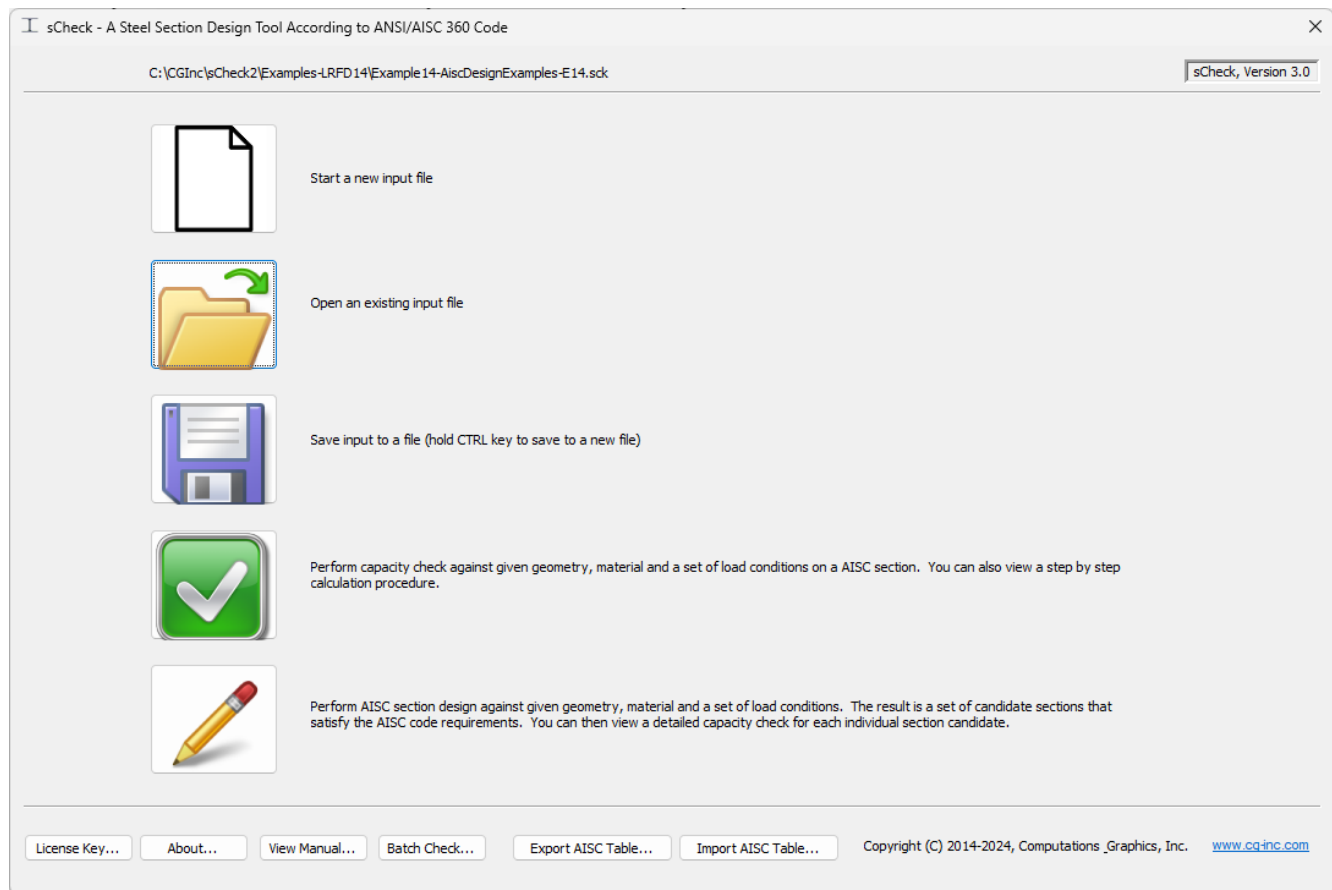 sCheck - A Steel Section Design Tool According to ANSI/AISC 360 Code
C:\CGInc\sCheck2\Examples-LRFD14\Example14-AiscDesignExamples-E14.sck
sCheck, Version 3.0
Start a new input file
Open an existing input file
Save input to a file (hold CTRL key to save to a new file)
Perform capacity check against given geometry, material and a set of load conditions on a AISC section.  You can also view a step by step
calculation procedure.
Perform AISC section design against given geometry, material and a set of load conditions.  The result is a set of candidate sections that
satisfy the AISC code requirements.  You can then view a detailed capacity check for each individual section candidate.
License Key...
About...
View Manual...
Batch Check...
Export AISC Table...
Import AISC Table...
Copyright (C) 2014-2024, Computations _Graphics, Inc.
www.cg-inc.com